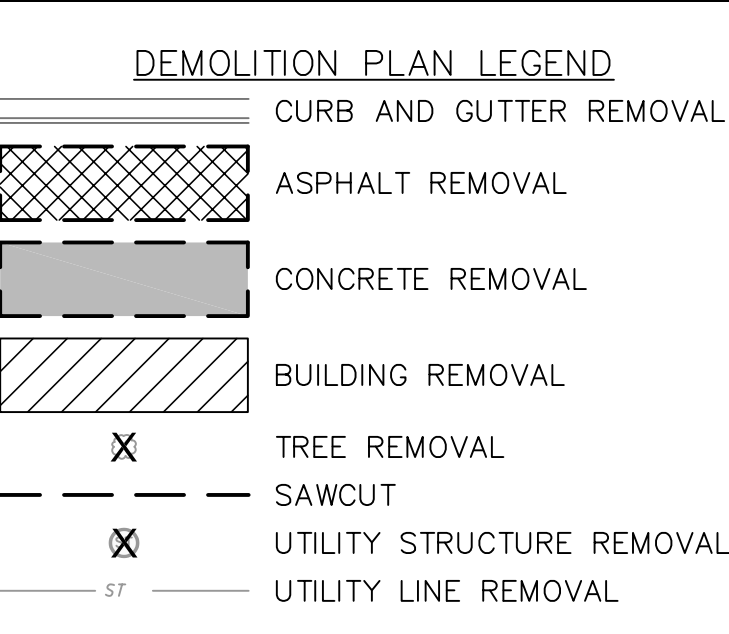 DEMOLITION PLAN LEGEND
CURB AND GUTTER REMOVAL
ASPHALT REMOVAL
CONCRETE REMOVAL
BUILDING REMOVAL
X TREE REMOVAL
SAWCUT
X UTILITY STRUCTURE REMOVAL
ST UTILITY LINE REMOVAL